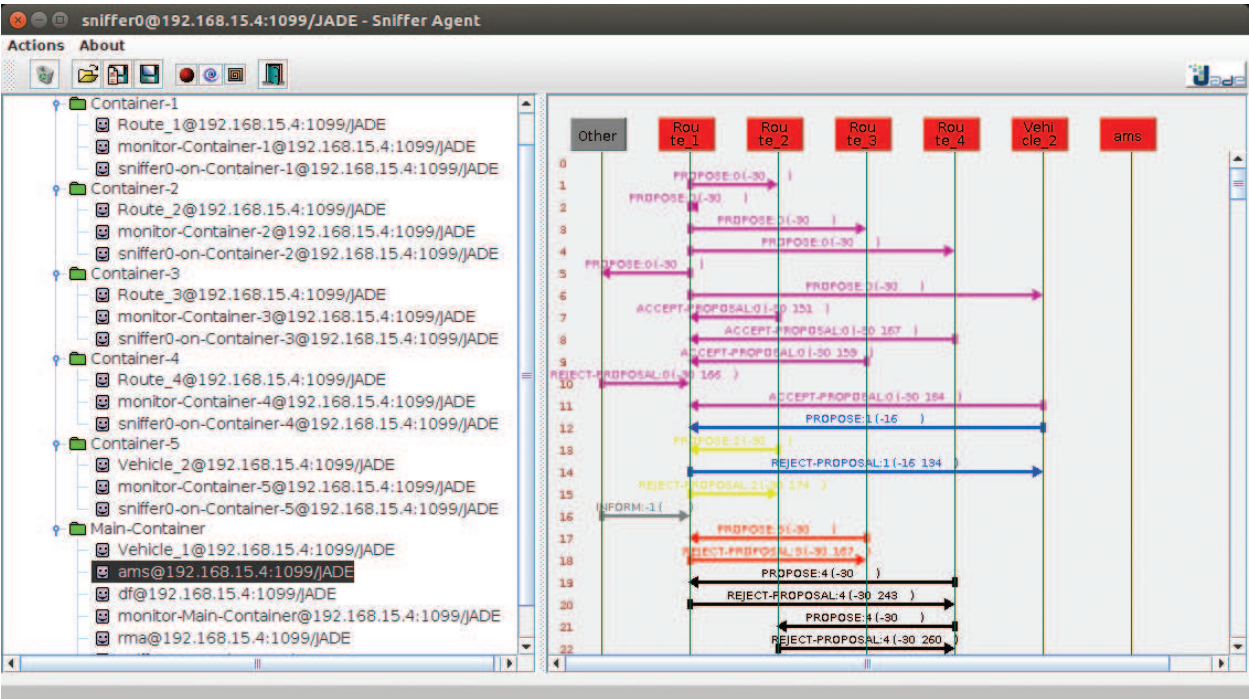 sniffer0@192.168.15.4:1099/JADE - Sniffer Agent
Actions About
Jade
Container-1
Route_1@192.168.15.4:1099/JADE
monitor-Container-1@192.168.15.4:1099/JADE
sniffer0-on-Container-1@192.168.15.4:1099/JADE
Container-2
Route_2@192.168.15.4:1099/JADE
monitor-Container-2@192.168.15.4:1099/JADE
sniffer0-on-Container-2@192.168.15.4:1099/JADE
Container-3
Route_3@192.168.15.4:1099/JADE
monitor-Container-3@192.168.15.4:1099/JADE
sniffer0-on-Container-3@192.168.15.4:1099/JADE
Container-4
Route_4@192.168.15.4:1099/JADE
monitor-Container-4@192.168.15.4:1099/JADE
sniffer0-on-Container-4@192.168.15.4:1099/JADE
Container-5
Vehicle_2@192.168.15.4:1099/JADE
monitor-Container-5@192.168.15.4:1099/JADE
sniffer0-on-Container-5@192.168.15.4:1099/JADE
Main-Container
Vehicle_1@192.168.15.4:1099/JADE
ams@192.168.15.4:1099/JADE
df@192.168.15.4:1099/JADE
monitor-Main-Container@192.168.15.4:1099/JADE
rma@192.168.15.4:1099/JADE
Other
Rou
te_1
Rou
te_2
Rou
te_3
Rou
te_4
Vehi
cle_2
ams
0
PROPOSE:0(-30 )
1
PROPOSE:0(-30 )
2
PROPOSE:0(-30 )
3
PROPOSE:0(-30 )
4
PROPOSE:0(-30 )
5
PROPOSE:0(-30 )
6
ACCEPT-PROPOSAL:0(-30 151 )
7
ACCEPT-PROPOSAL:0(-30 167 )
8
ACCEPT-PROPOSAL:0(-30 159 )
9
REJECT-PROPOSAL:0(-30 166 )
10
ACCEPT-PROPOSAL:0(-30 184 )
11
PROPOSE:1(-16 )
12
PROPOSE:2(-30 )
13
REJECT-PROPOSAL:1(-16 134 )
14
REJECT-PROPOSAL:2(-30 174 )
15
INFORM:-1( )
16
PROPOSE:3(-30 )
17
REJECT-PROPOSAL:3(-30 167 )
18
PROPOSE:4(-30 )
19
REJECT-PROPOSAL:4(-30 243 )
20
PROPOSE:4(-30 )
21
REJECT-PROPOSAL:4(-30 260 )
22